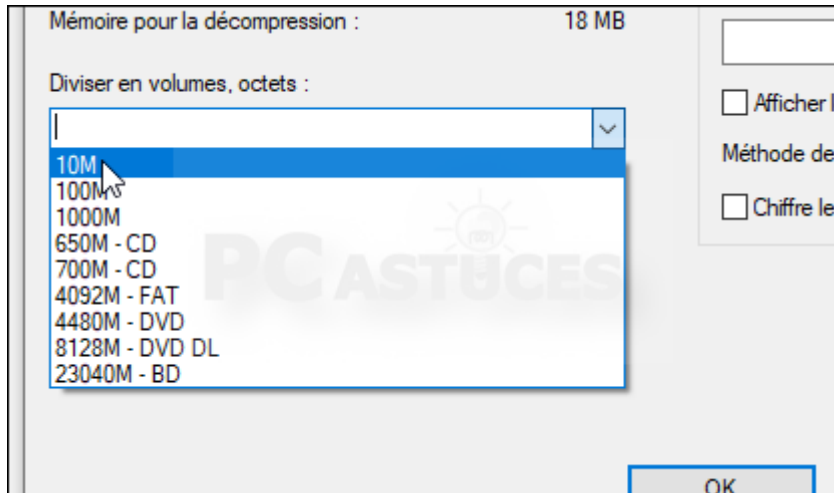 Mémoire pour la décompression : 18 MB
Diviser en volumes, octets :
10M
100M
1000M
650M - CD
700M - CD
4092M - FAT
4480M - DVD
8128M - DVD DL
23040M - BD
Afficher l
Méthode de
Chiffre le
PC ASTUCES
OK